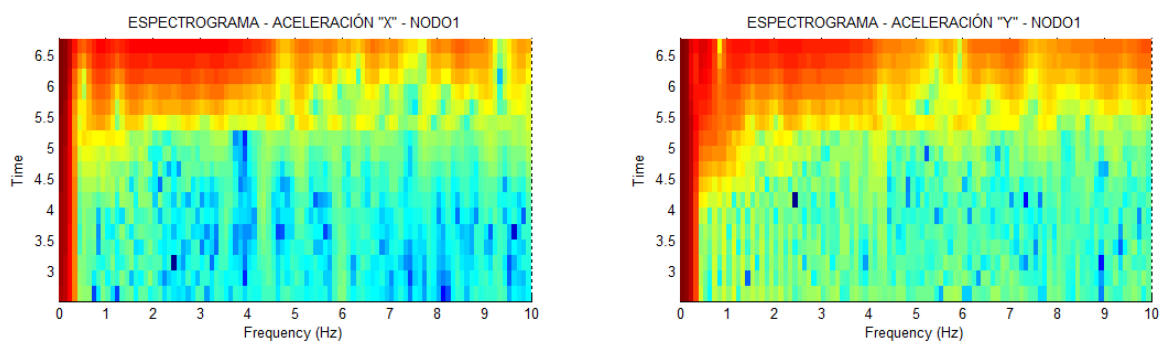 ESPECTROGRAMA - ACELERACIÓN "X" - NODO1
6.5
6
5.5
5
4.5
4
3.5
3
Time
0 1 2 3 4 5 6 7 8 9 10
Frequency (Hz)
ESPECTROGRAMA - ACELERACIÓN "Y" - NODO1
6.5
6
5.5
5
4.5
4
3.5
3
Time
0 1 2 3 4 5 6 7 8 9 10
Frequency (Hz)